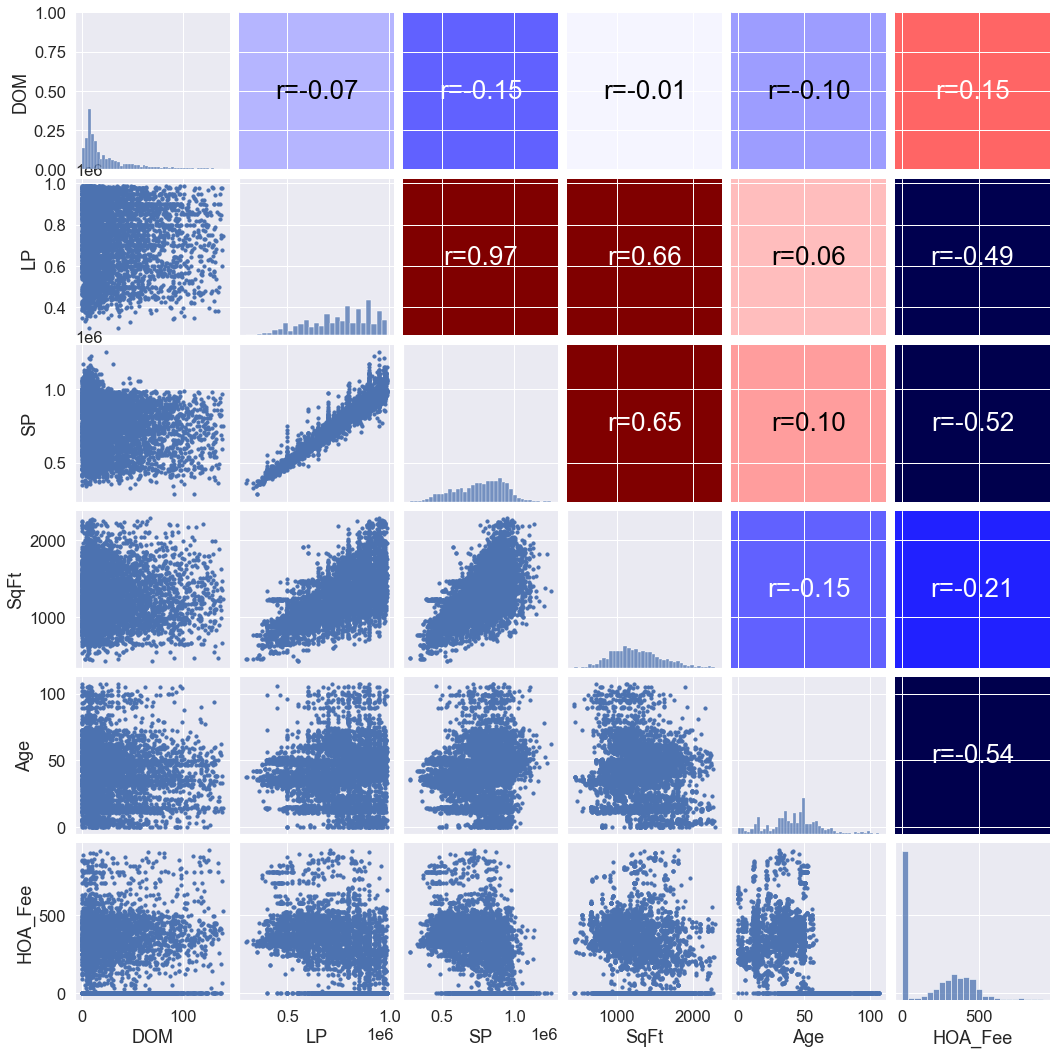 1.00
0.75
0.50
0.25
0.00
DOM
r=-0.07
r=-0.15
r=-0.01
r=-0.10
r=0.15
1e6
1.0
0.8
0.6
0.4
LP
r=0.97
r=0.66
r=0.06
r=-0.49
1e6
1.0
0.5
SP
r=0.65
r=0.10
r=-0.52
2000
1000
SqFt
r=-0.15
r=-0.21
100
50
0
Age
r=-0.54
500
0
HOA_Fee
0 100
0.5 1.0
0.5 1.0
1000 2000
0 100
0 500
1e6
1e6
DOM LP SP SqFt Age HOA_Fee